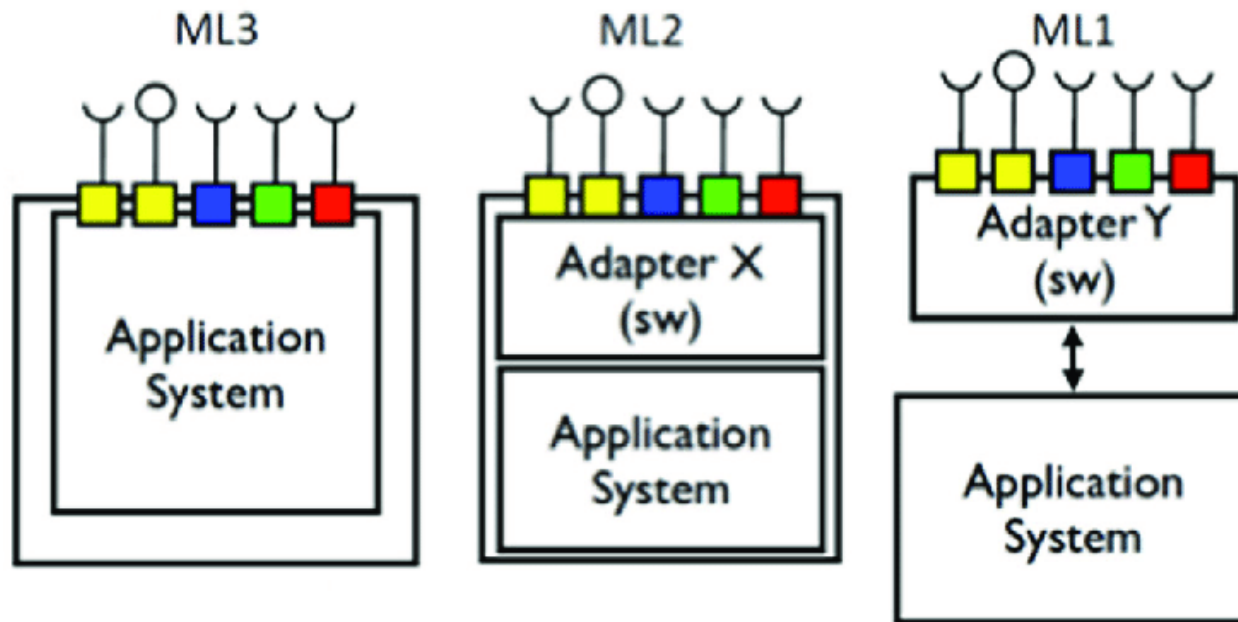 ML3
ML2
ML1
Application
System
Adapter X
(sw)
Application
System
Adapter Y
(sw)
Application
System